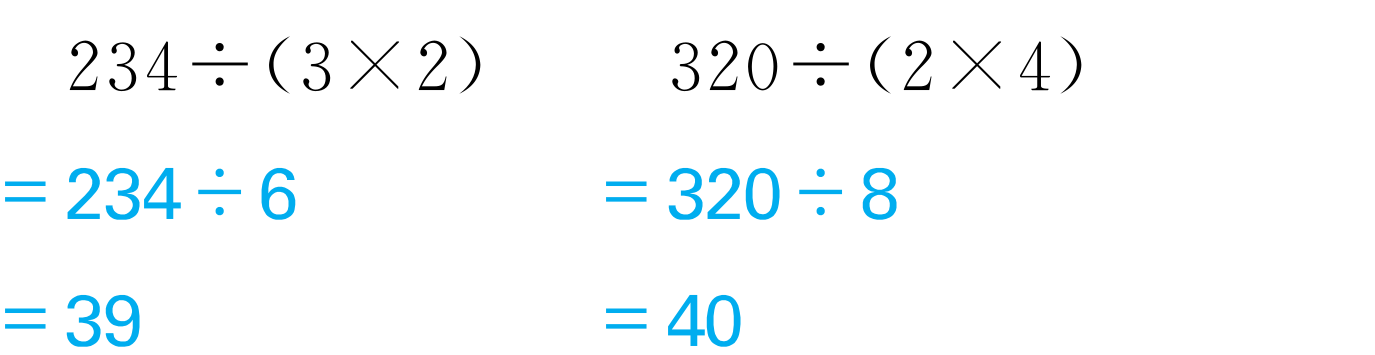 234÷(3×2) 320÷(2×4)
=234÷6 =320÷8
=39 =40